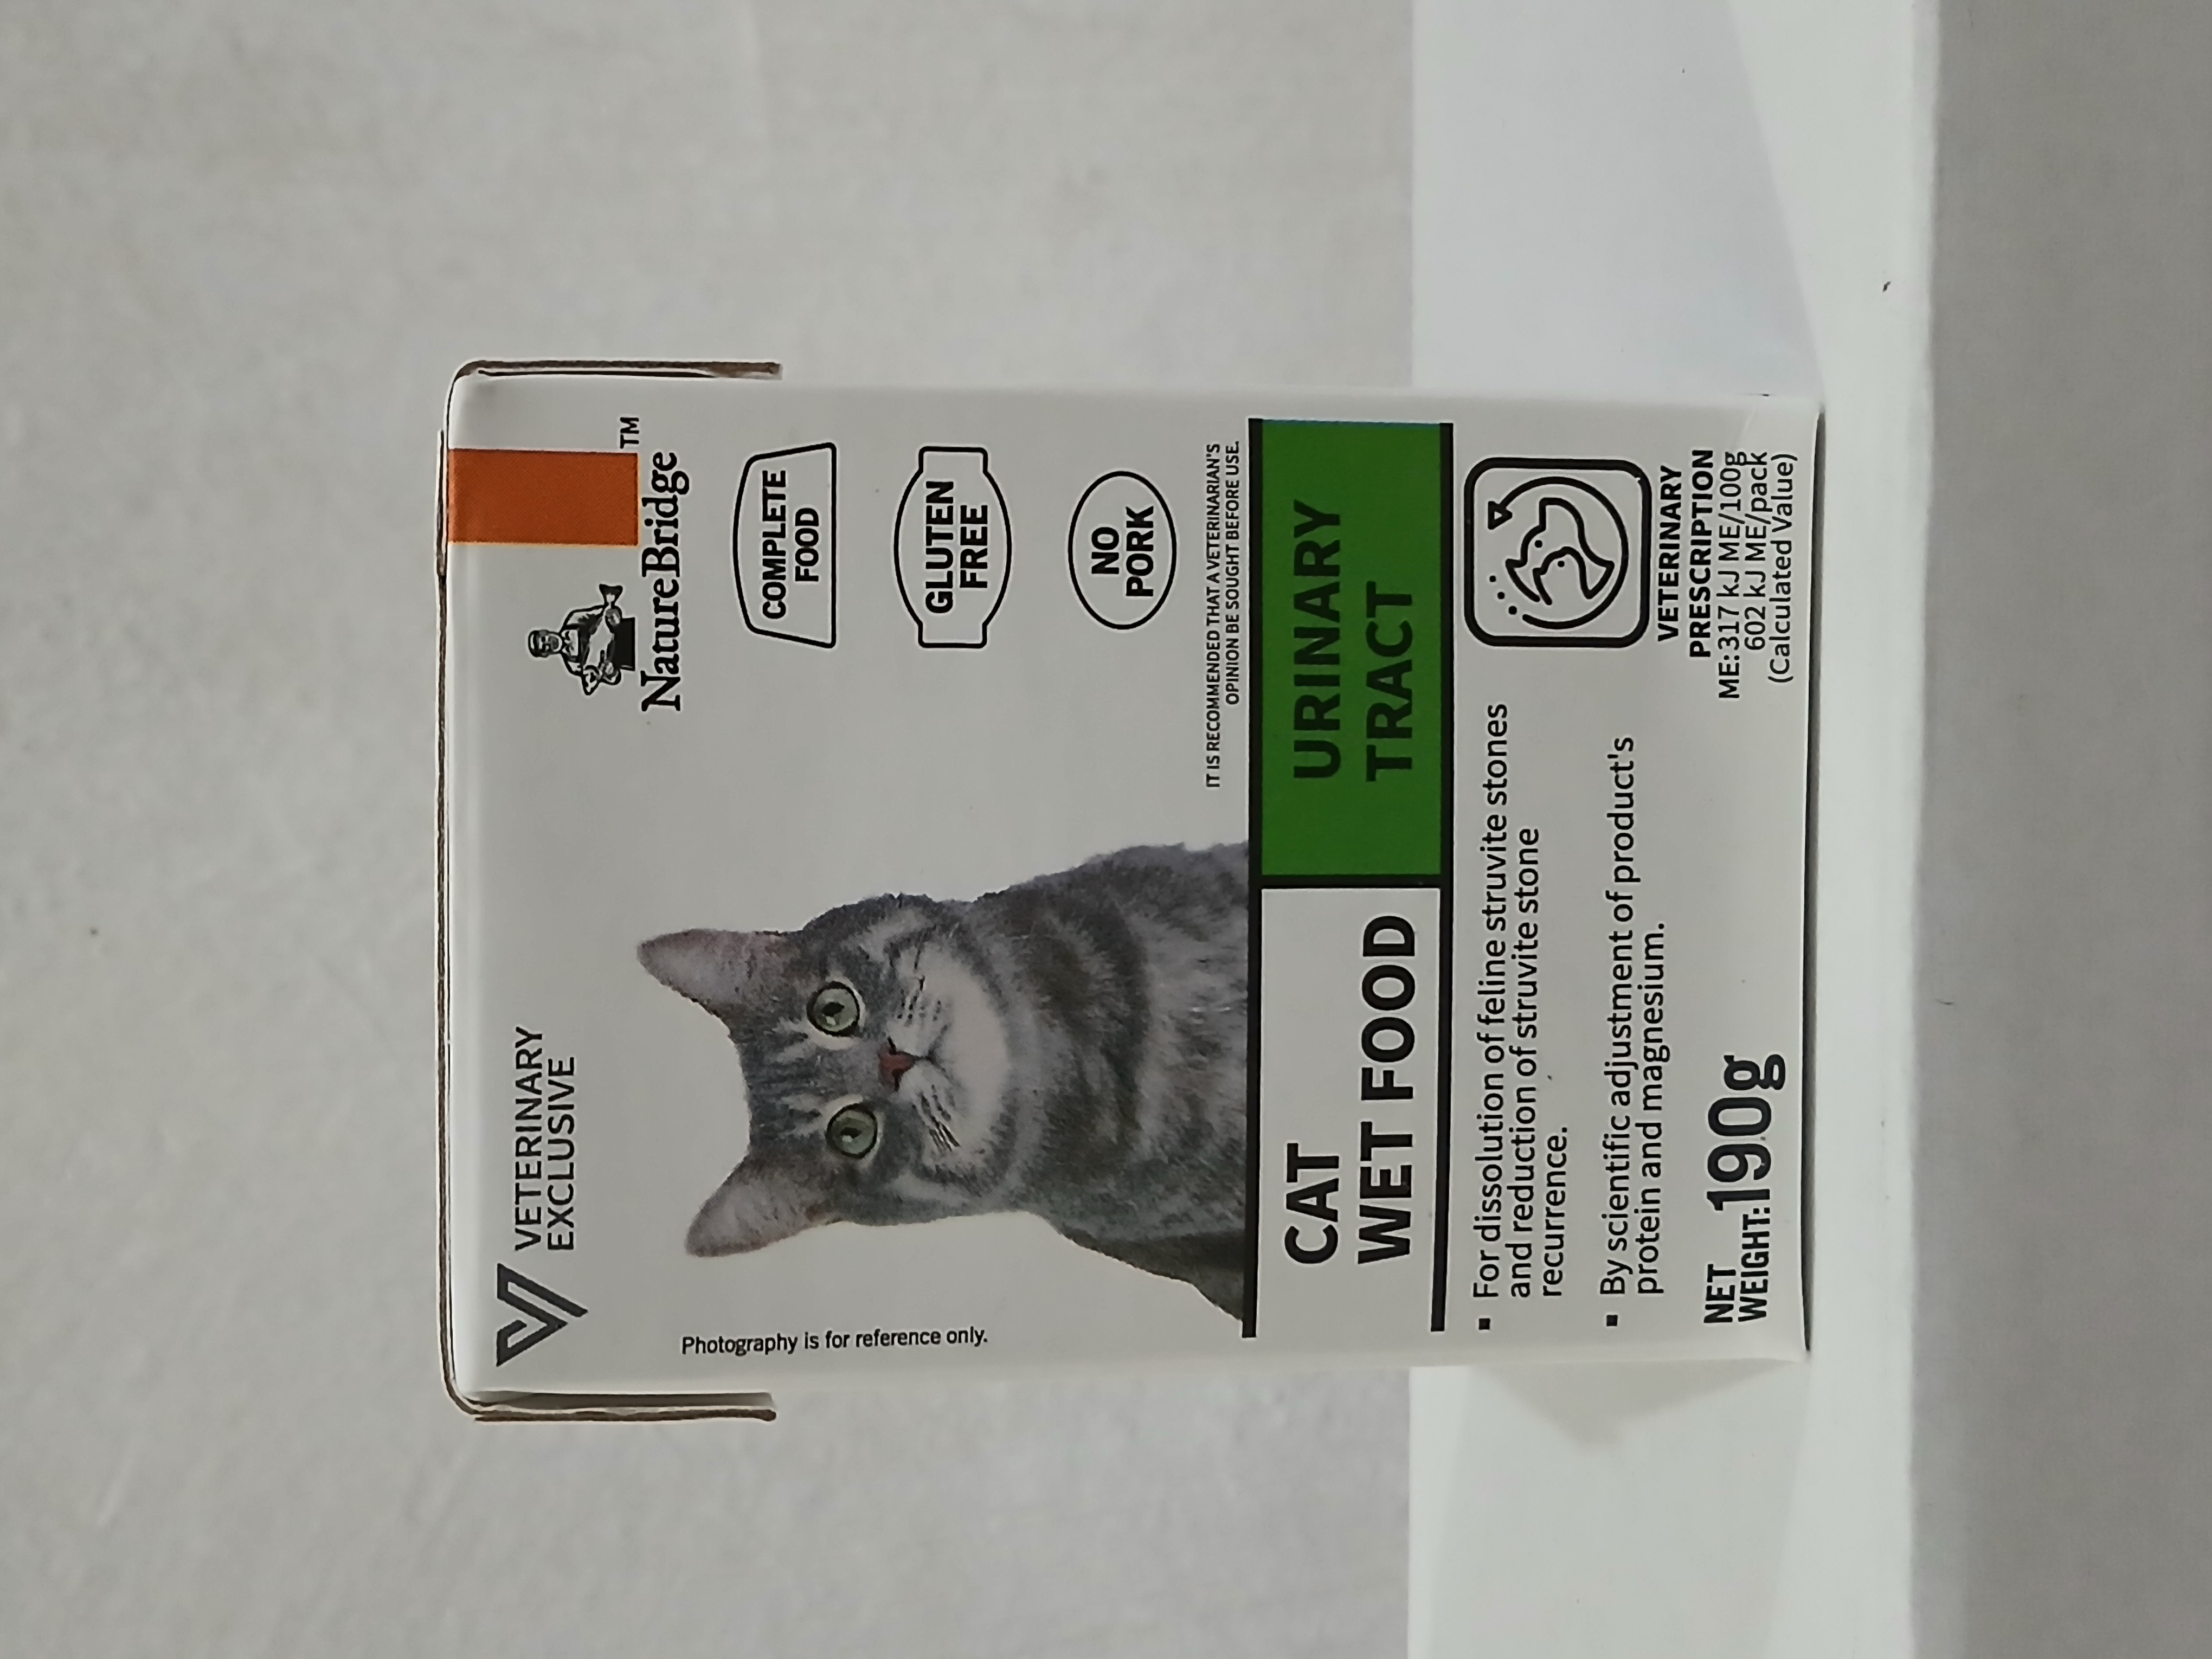 VETERINARY
EXCLUSIVE
TM
NatureBridge
COMPLETE
FOOD
GLUTEN
FREE
NO
PORK
Photography is for reference only.
IT IS RECOMMENDED THAT A VETERINARIAN'S
OPINION BE SOUGHT BEFORE USE.
CAT
WET FOOD
URINARY
TRACT
▪ For dissolution of feline struvite stones
and reduction of struvite stone
recurrence.
▪ By scientific adjustment of product's
protein and magnesium.
VETERINARY
PRESCRIPTION
ME:317 kJ ME/100g
602 kJ ME/pack
(Calculated Value)
NET
WEIGHT:190g